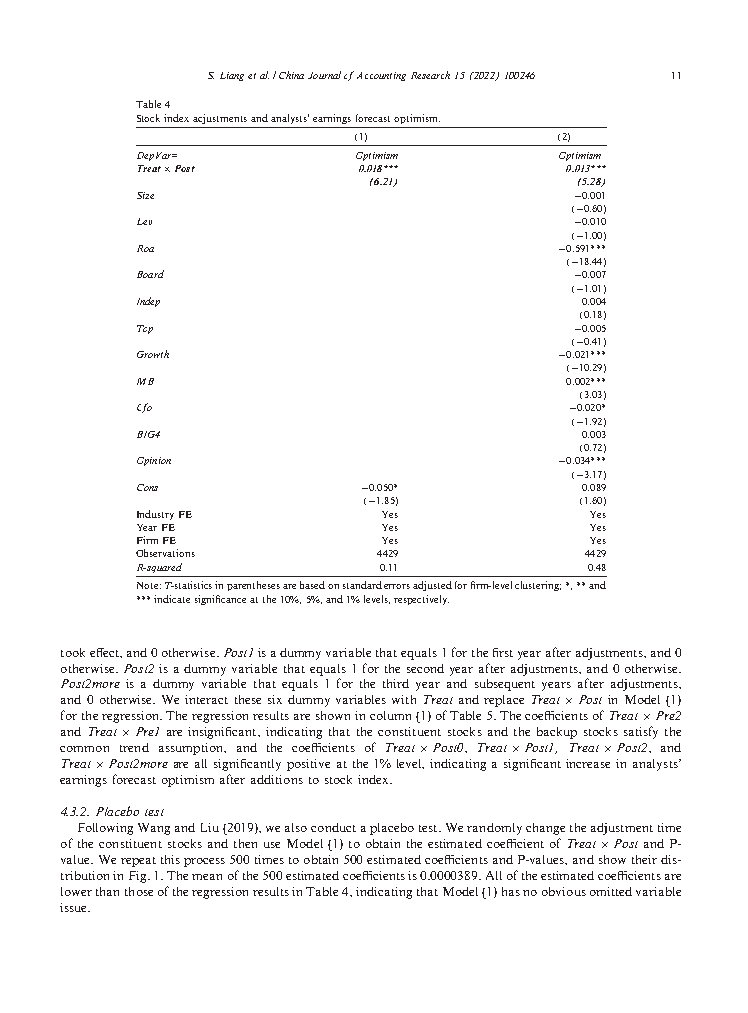 S. Liang et al. / China Journal of Accounting Research 15 (2022) 100246 11
Table 4
Stock index adjustments and analysts' earnings forecast optimism.
(1) (2)
DepVar= Optimism Optimism
Treat × Post 0.018*** 0.013***
(6.21) (5.28)
Size −0.001
(−0.60)
Lev −0.010
(−1.00)
Roa −0.591***
(−18.44)
Board −0.007
(−1.01)
Indep 0.004
(0.18)
Top −0.005
(−0.41)
Growth −0.021***
(−10.29)
MB 0.002***
(3.03)
Cfo −0.020*
(−1.92)
BIG4 0.003
(0.72)
Opinion −0.034***
(−3.17)
Cons −0.050* 0.089
(−1.85) (1.60)
Industry FE Yes Yes
Year FE Yes Yes
Firm FE Yes Yes
Observations 4429 4429
R-squared 0.11 0.48
Note: T-statistics in parentheses are based on standard errors adjusted for firm-level clustering; *, ** and
*** indicate significance at the 10%, 5%, and 1% levels, respectively.
took effect, and 0 otherwise. Post1 is a dummy variable that equals 1 for the first year after adjustments, and 0
otherwise. Post2 is a dummy variable that equals 1 for the second year after adjustments, and 0 otherwise.
Post2more is a dummy variable that equals 1 for the third year and subsequent years after adjustments,
and 0 otherwise. We interact these six dummy variables with Treat and replace Treat × Post in Model (1)
for the regression. The regression results are shown in column (1) of Table 5. The coefficients of Treat × Pre2
and Treat × Pre1 are insignificant, indicating that the constituent stocks and the backup stocks satisfy the
common trend assumption, and the coefficients of Treat × Post0, Treat × Post1, Treat × Post2, and
Treat × Post2more are all significantly positive at the 1% level, indicating a significant increase in analysts'
earnings forecast optimism after additions to stock index.
4.3.2. Placebo test
Following Wang and Liu (2019), we also conduct a placebo test. We randomly change the adjustment time
of the constituent stocks and then use Model (1) to obtain the estimated coefficient of Treat × Post and P-
value. We repeat this process 500 times to obtain 500 estimated coefficients and P-values, and show their dis-
tribution in Fig. 1. The mean of the 500 estimated coefficients is 0.0000389. All of the estimated coefficients are
lower than those of the regression results in Table 4, indicating that Model (1) has no obvious omitted variable
issue.